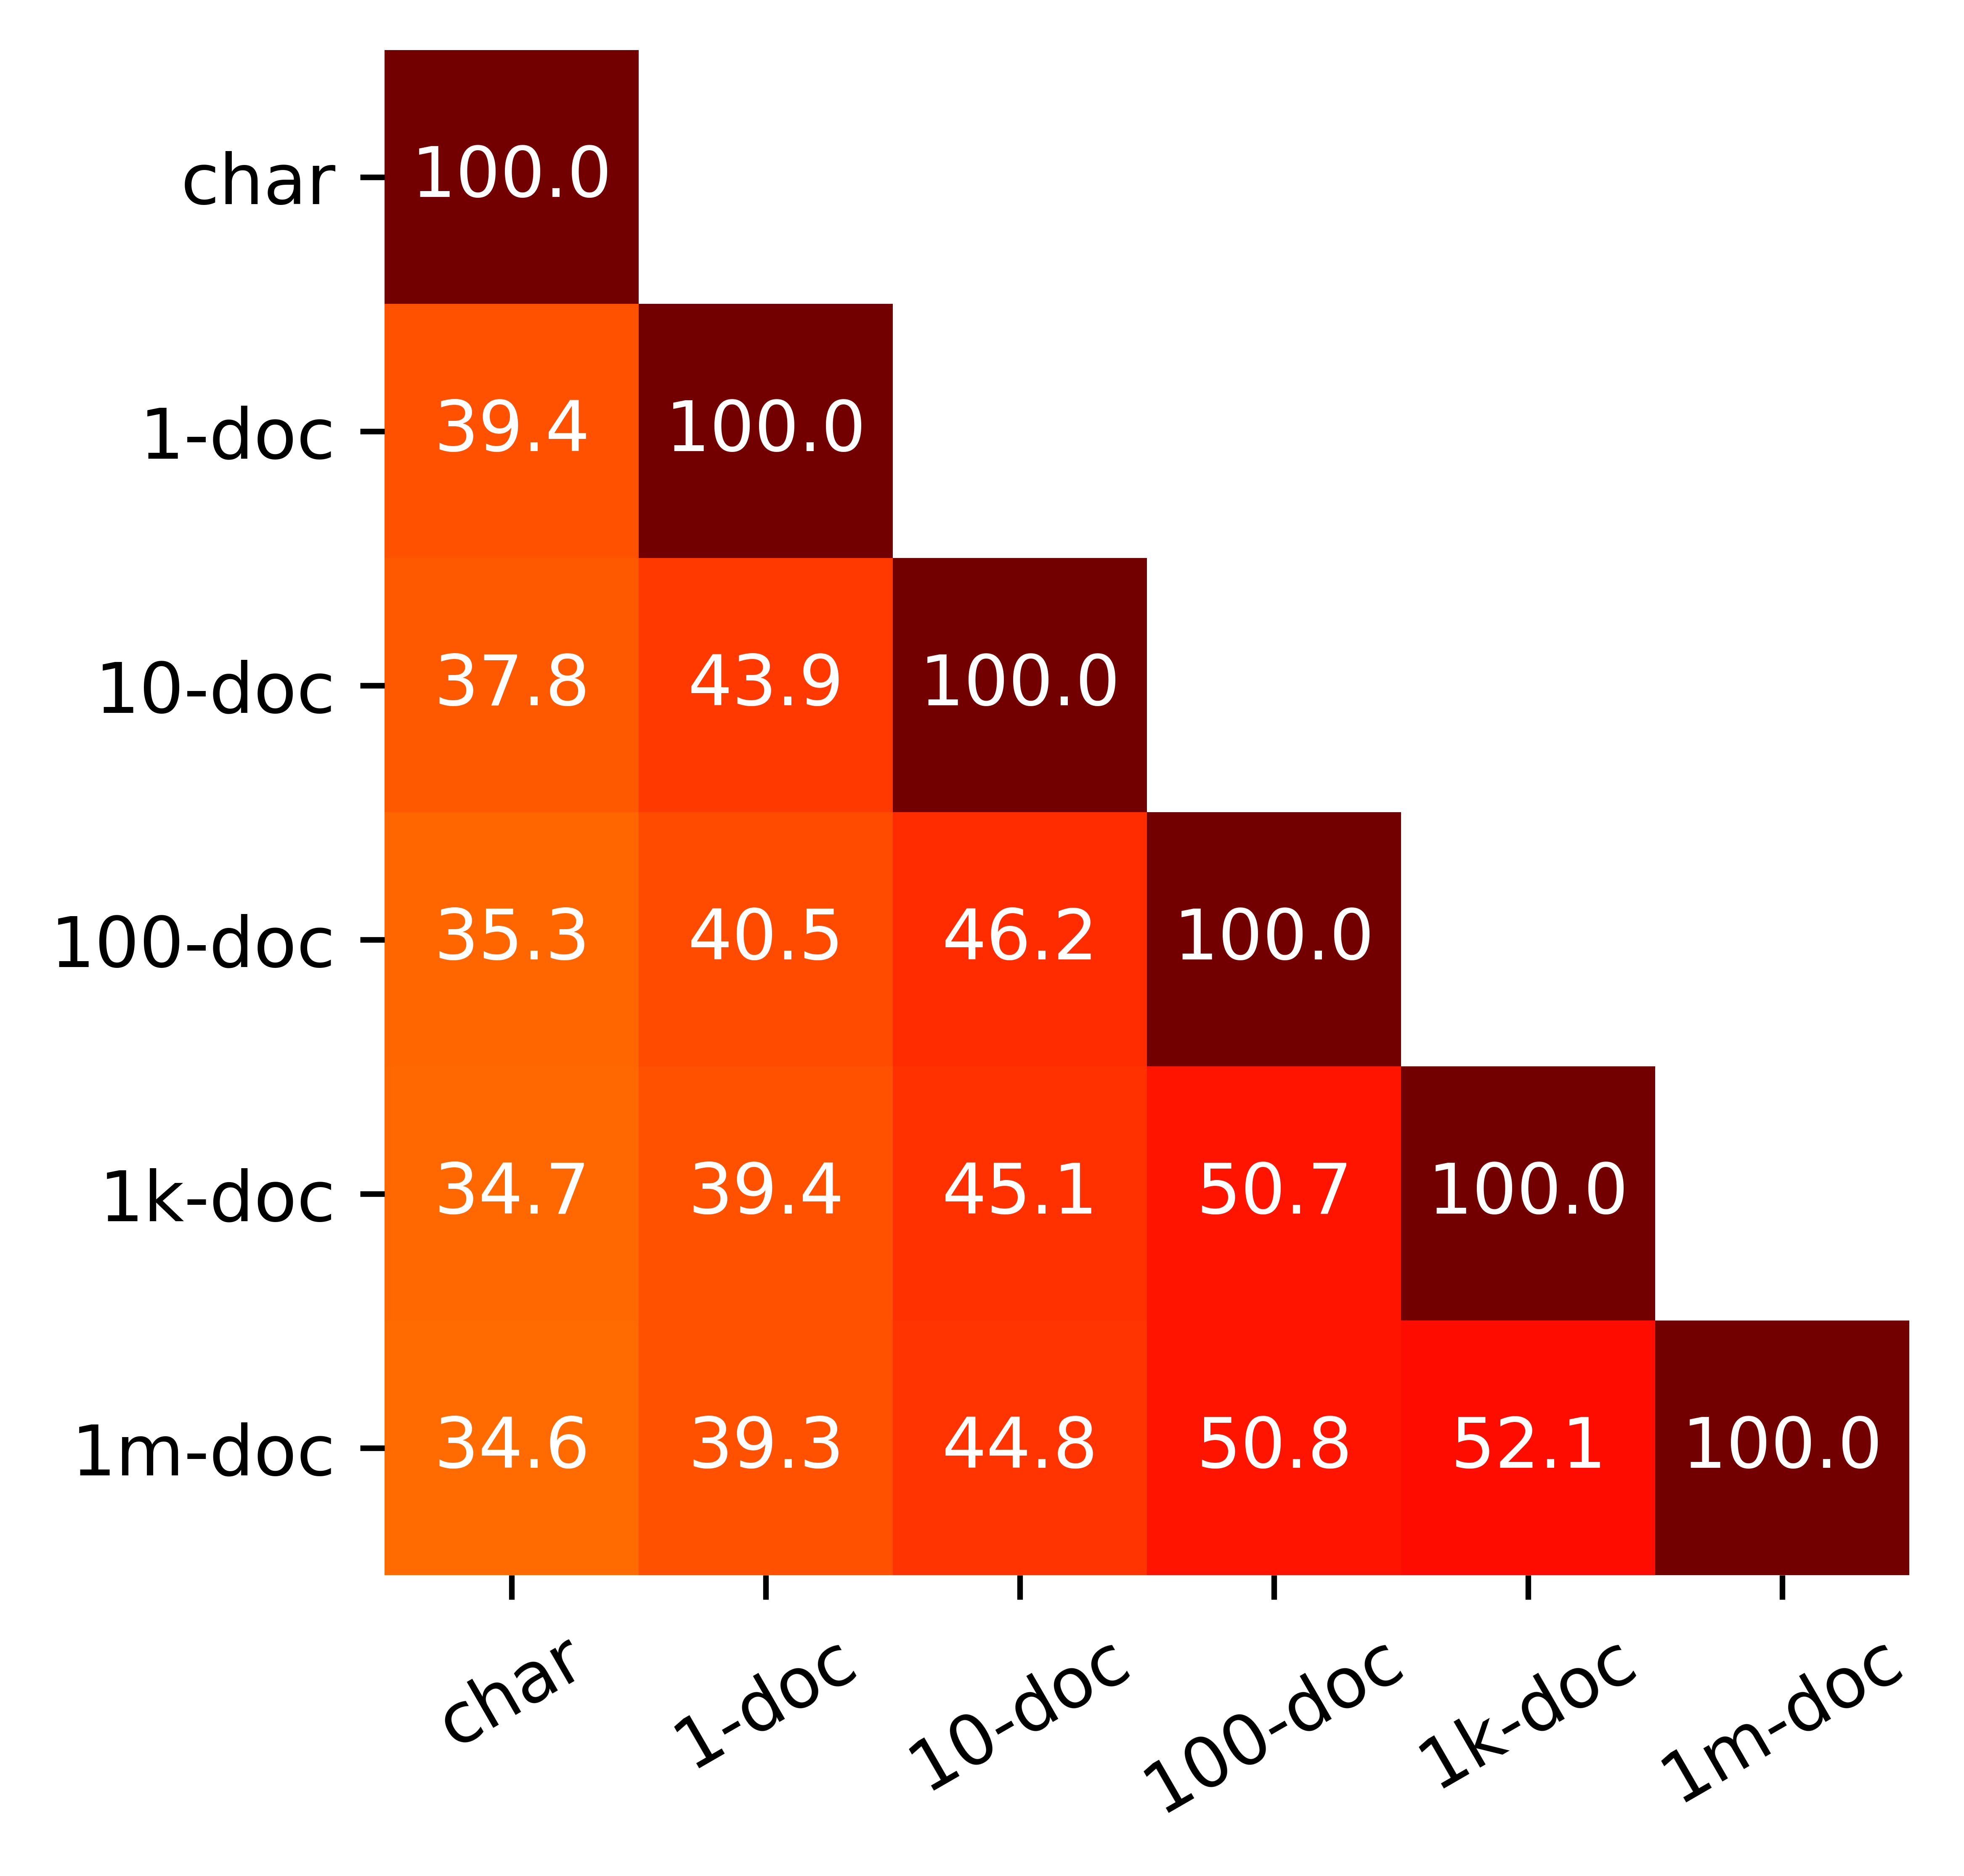 char 100.0
1-doc 39.4 100.0
10-doc 37.8 43.9 100.0
100-doc 35.3 40.5 46.2 100.0
1k-doc 34.7 39.4 45.1 50.7 100.0
1m-doc 34.6 39.3 44.8 50.8 52.1 100.0
char 1-doc 10-doc 100-doc 1k-doc 1m-doc